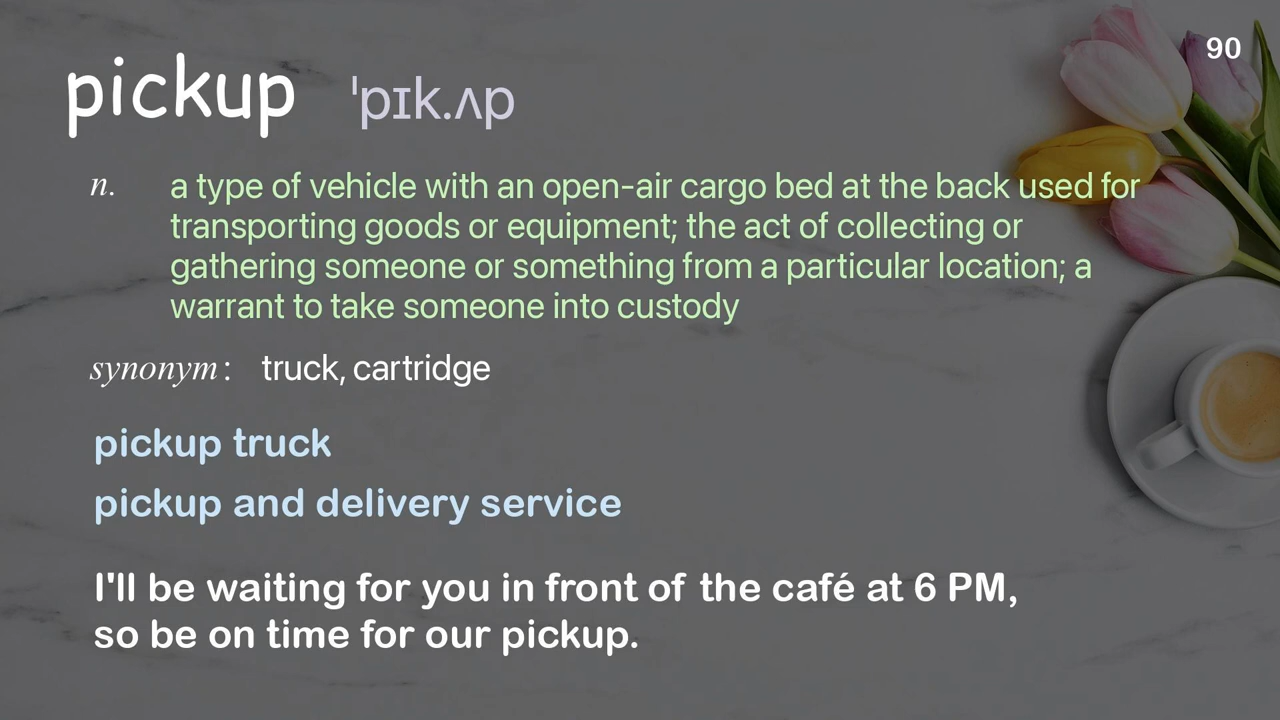 90
pickup ˈpɪk.ʌp
n. a type of vehicle with an open-air cargo bed at the back used for
transporting goods or equipment; the act of collecting or
gathering someone or something from a particular location; a
warrant to take someone into custody
synonym: truck, cartridge
pickup truck
pickup and delivery service
I'll be waiting for you in front of the café at 6 PM,
so be on time for our pickup.